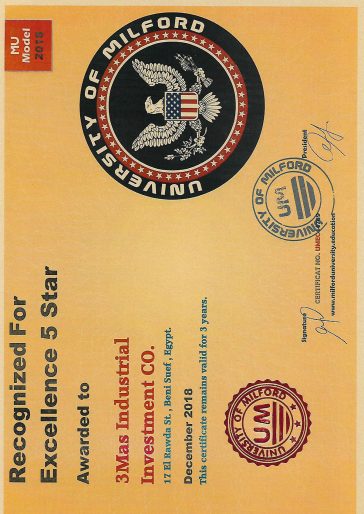 MU
Model
2015
UNIVERSITY OF MILFORD
Recognized For
Excellence 5 Star
Awarded to
3Mas Industrial
Investment CO.
17 El Rawda St., Beni Suef, Egypt.
December 2018
This certificate remains valid for 3 years.
UNIVERSITY OF MILFORD
UM
UNIVERSITY OF MILFORD
UM
Signature
CERTIFICAT NO.
www.milforduniversity.education
President